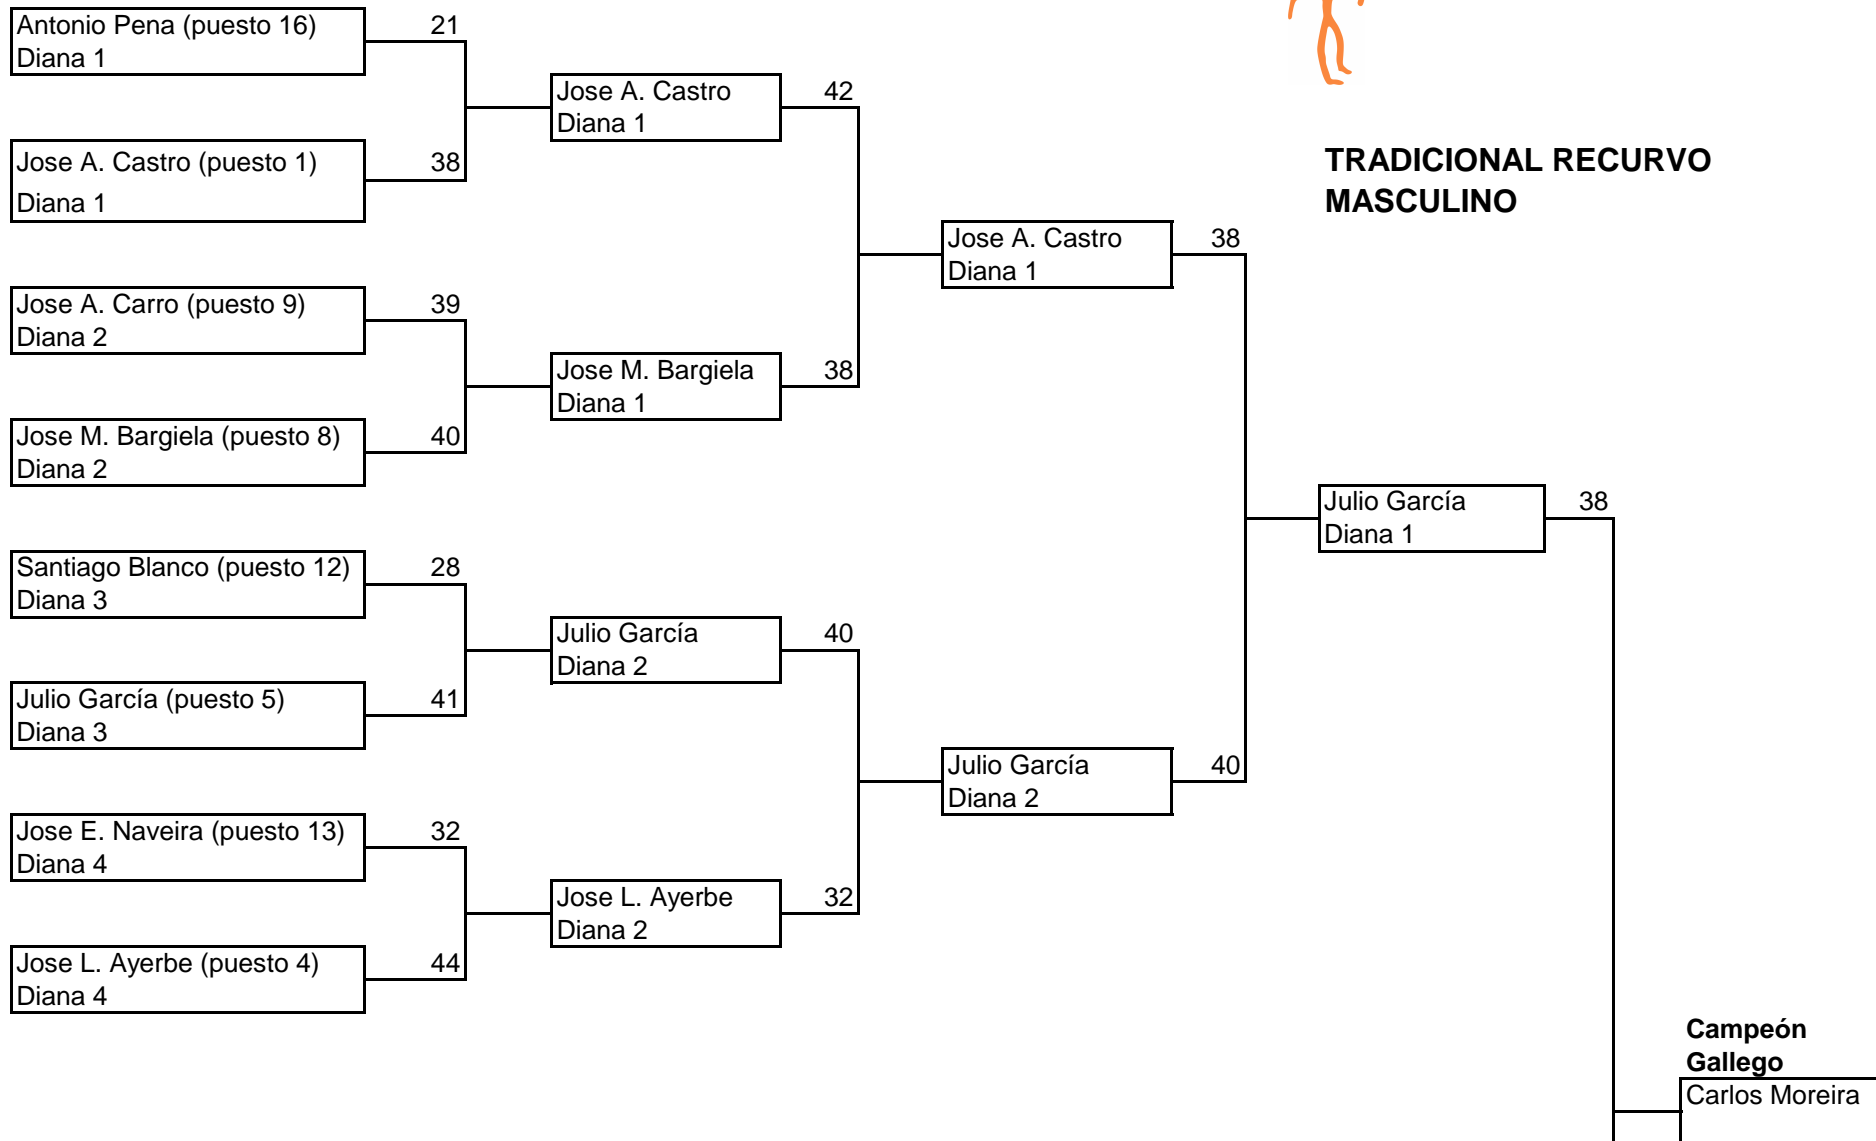 Antonio Pena (puesto 16)
21
Diana 1
Jose A. Castro
42
Diana 1
Jose A. Castro (puesto 1)
38
Diana 1
TRADICIONAL RECURVO
MASCULINO
Jose A. Castro
38
Diana 1
Jose A. Carro (puesto 9)
39
Diana 2
Jose M. Bargiela
38
Diana 1
Jose M. Bargiela (puesto 8)
40
Diana 2
Julio García
38
Diana 1
Santiago Blanco (puesto 12)
28
Diana 3
Julio García
40
Diana 2
Julio García (puesto 5)
41
Diana 3
Julio García
40
Diana 2
Jose E. Naveira (puesto 13)
32
Diana 4
Jose L. Ayerbe
32
Diana 2
Jose L. Ayerbe (puesto 4)
44
Diana 4
Campeón
Gallego
Carlos Moreira